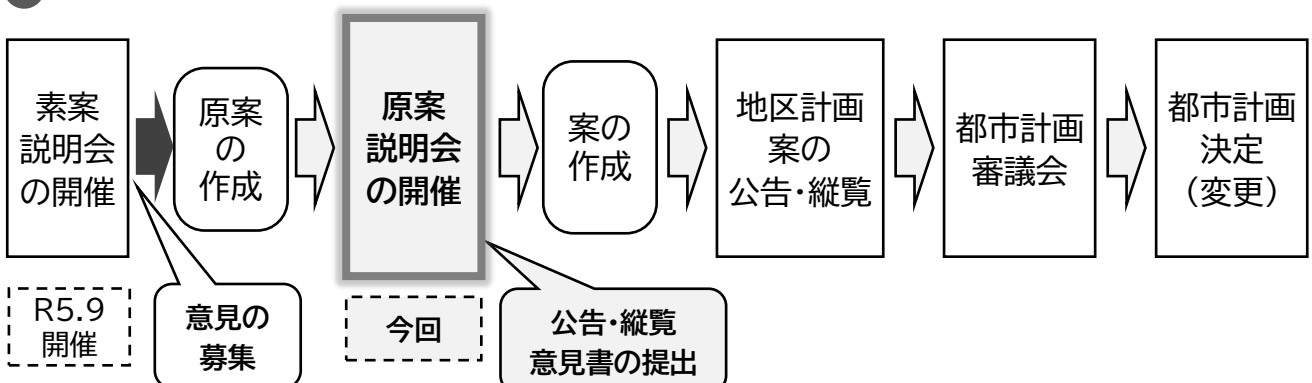 素案
説明会
の開催
原案
の
作成
原案
説明会
の開催
案の
作成
地区計画
案の
公告・縦覧
都市計画
審議会
都市計画
決定
（変更）
R5.9
開催
意見の
募集
今回
公告・縦覧
意見書の提出